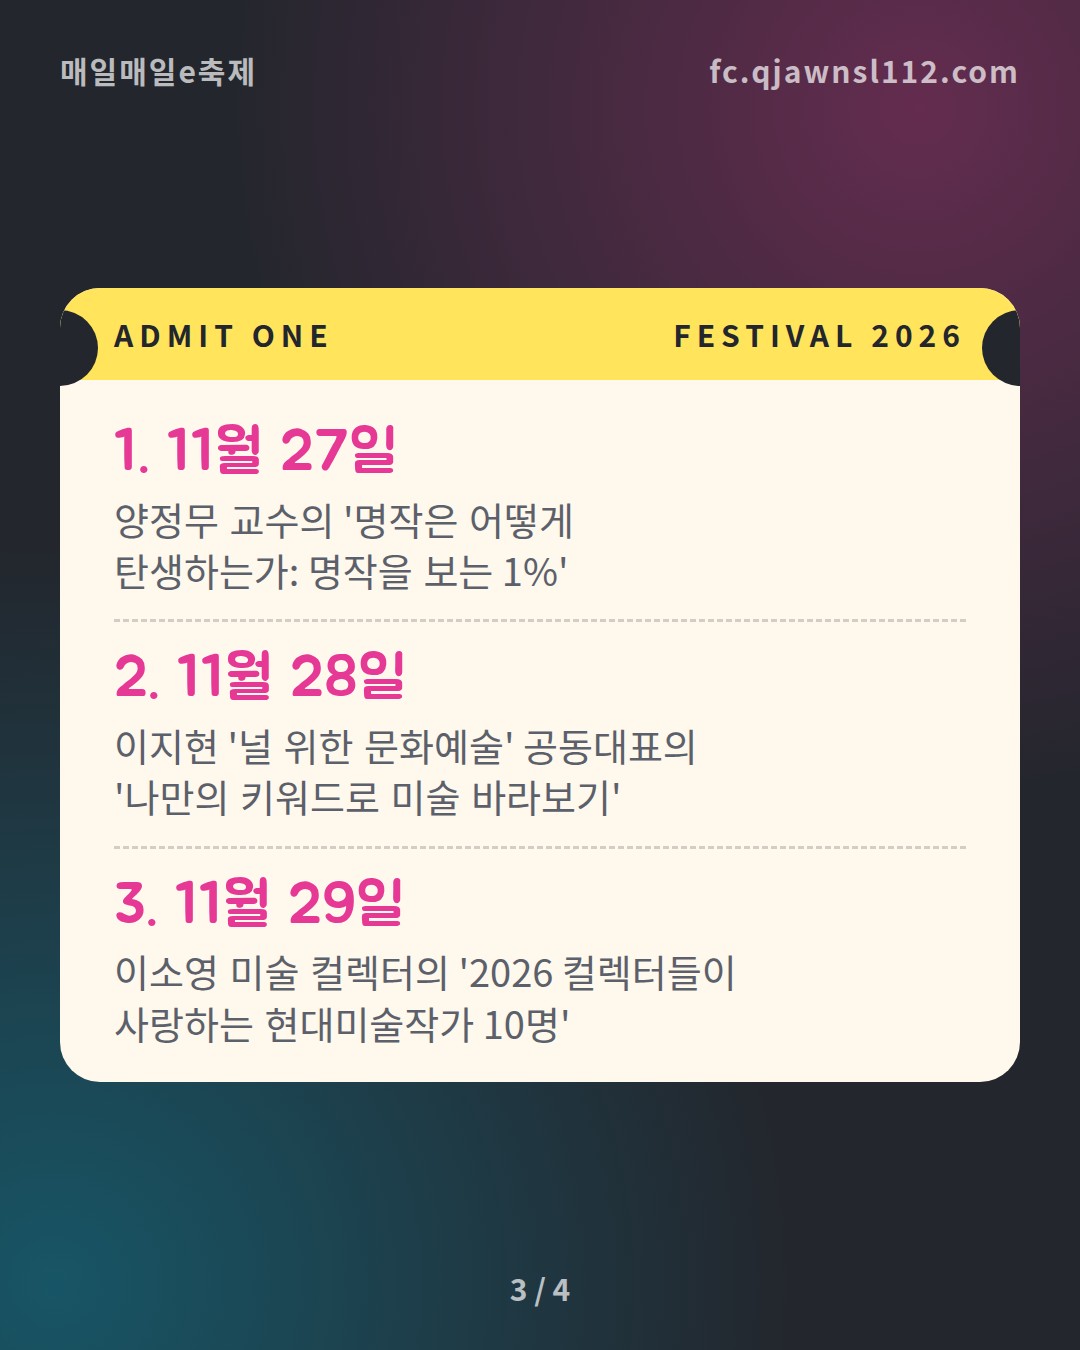 매일매일e축제
fc.qjawnsl112.com
ADMIT ONE
FESTIVAL 2026
1. 11월 27일
양정무 교수의 '명작은 어떻게
탄생하는가: 명작을 보는 1%'
2. 11월 28일
이지현 '널 위한 문화예술' 공동대표의
'나만의 키워드로 미술 바라보기'
3. 11월 29일
이소영 미술 컬렉터의 '2026 컬렉터들이
사랑하는 현대미술작가 10명'
3 / 4